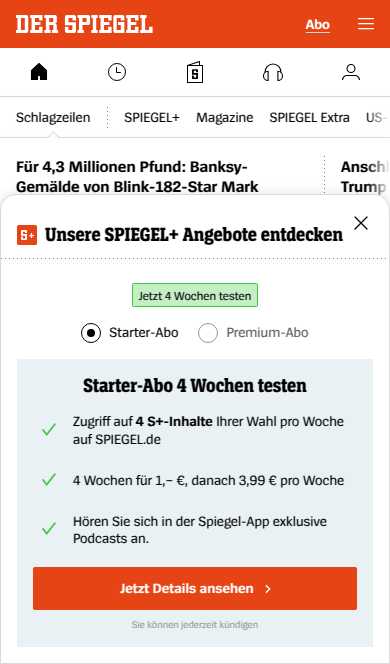 DER SPIEGEL
Abo
Schlagzeilen
SPIEGEL+
Magazine
SPIEGEL Extra
US-
Für 4,3 Millionen Pfund: Banksy-
Gemälde von Blink-182-Star Mark
Ansch
Trump
S+ Unsere SPIEGEL+ Angebote entdecken
Jetzt 4 Wochen testen
Starter-Abo
Premium-Abo
Starter-Abo 4 Wochen testen
Zugriff auf 4 S+-Inhalte Ihrer Wahl pro Woche
auf SPIEGEL.de
4 Wochen für 1,– €, danach 3,99 € pro Woche
Hören Sie sich in der Spiegel-App exklusive
Podcasts an.
Jetzt Details ansehen
Sie können jederzeit kündigen